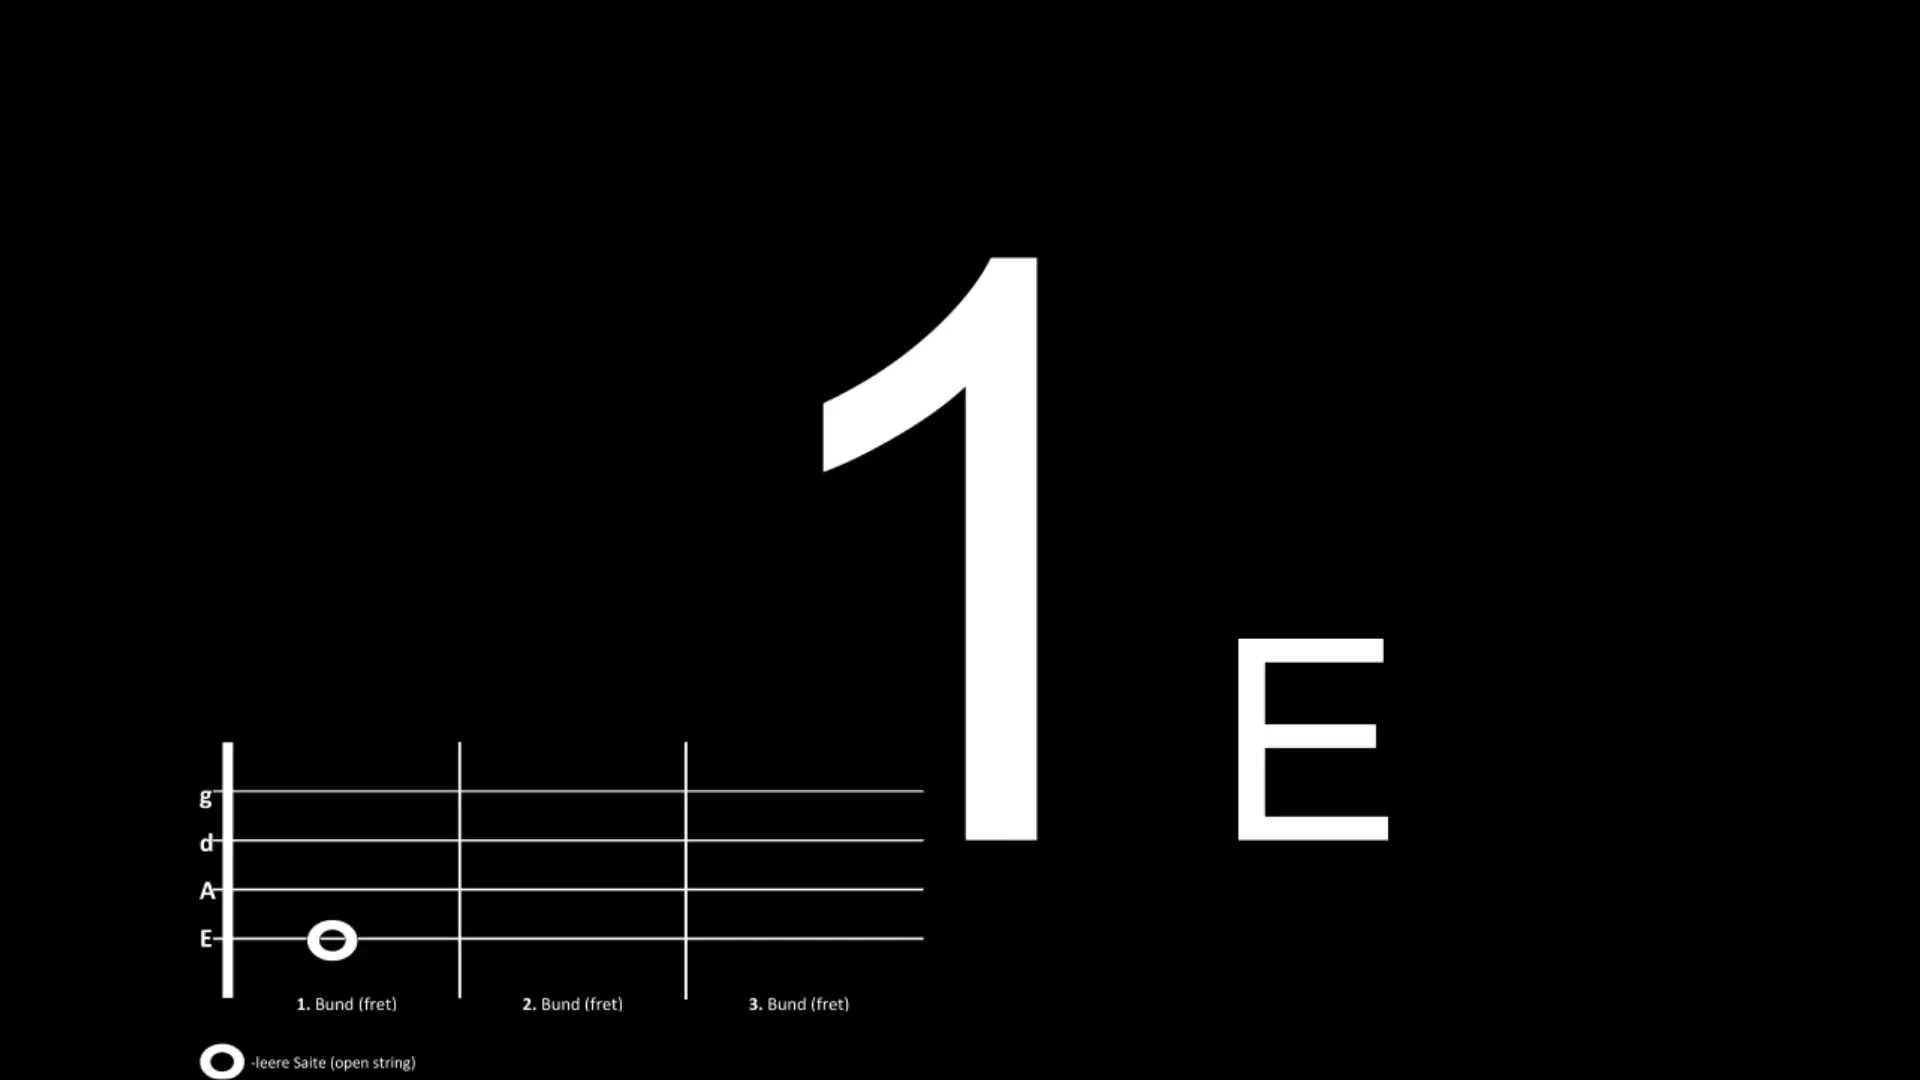 1 E
g
d
A
E
1. Bund (fret) 2. Bund (fret) 3. Bund (fret)
-leere Saite (open string)